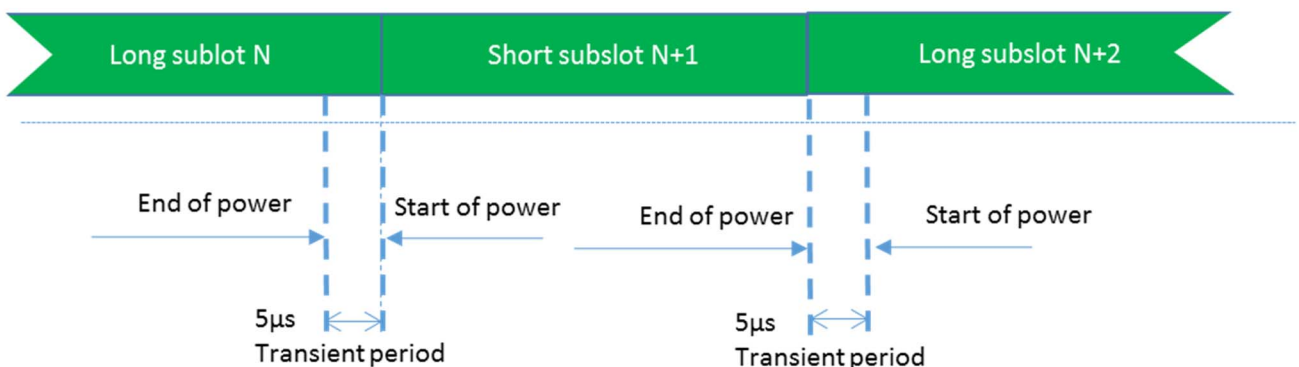 Long sublot N
Short subslot N+1
Long subslot N+2
End of power
Start of power
End of power
Start of power
5µs
Transient period
5µs
Transient period